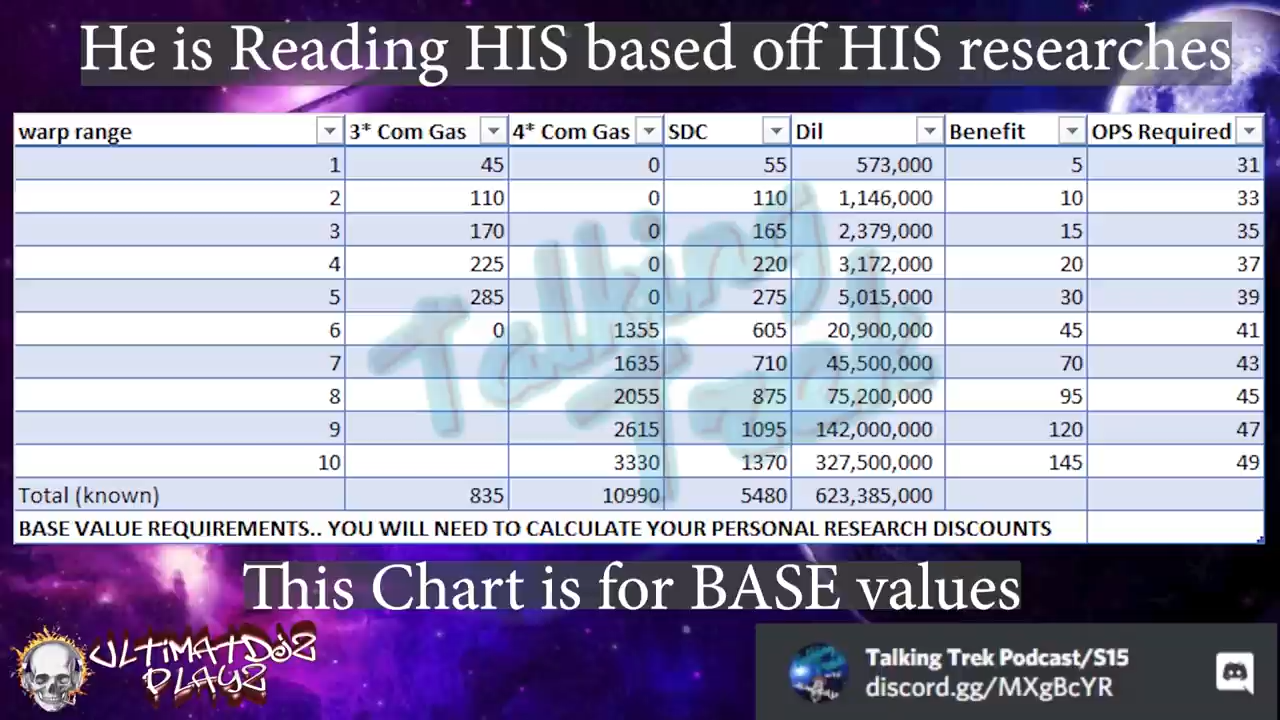 He is Reading HIS based off HIS researches
warp range 3* Com Gas 4* Com Gas SDC Dil Benefit OPS Required
1 45 0 55 573,000 5 31
2 110 0 110 1,146,000 10 33
3 170 0 165 2,379,000 15 35
4 225 0 220 3,172,000 20 37
5 285 0 275 5,015,000 30 39
6 0 1355 605 20,900,000 45 41
7 1635 710 45,500,000 70 43
8 2055 875 75,200,000 95 45
9 2615 1095 142,000,000 120 47
10 3330 1370 327,500,000 145 49
Total (known) 835 10990 5480 623,385,000
BASE VALUE REQUIREMENTS.. YOU WILL NEED TO CALCULATE YOUR PERSONAL RESEARCH DISCOUNTS
Talking
Trek
This Chart is for BASE values
ULTIMATDJZ
PLAYZ
Talking Trek Podcast/S15
discord.gg/MXgBcYR